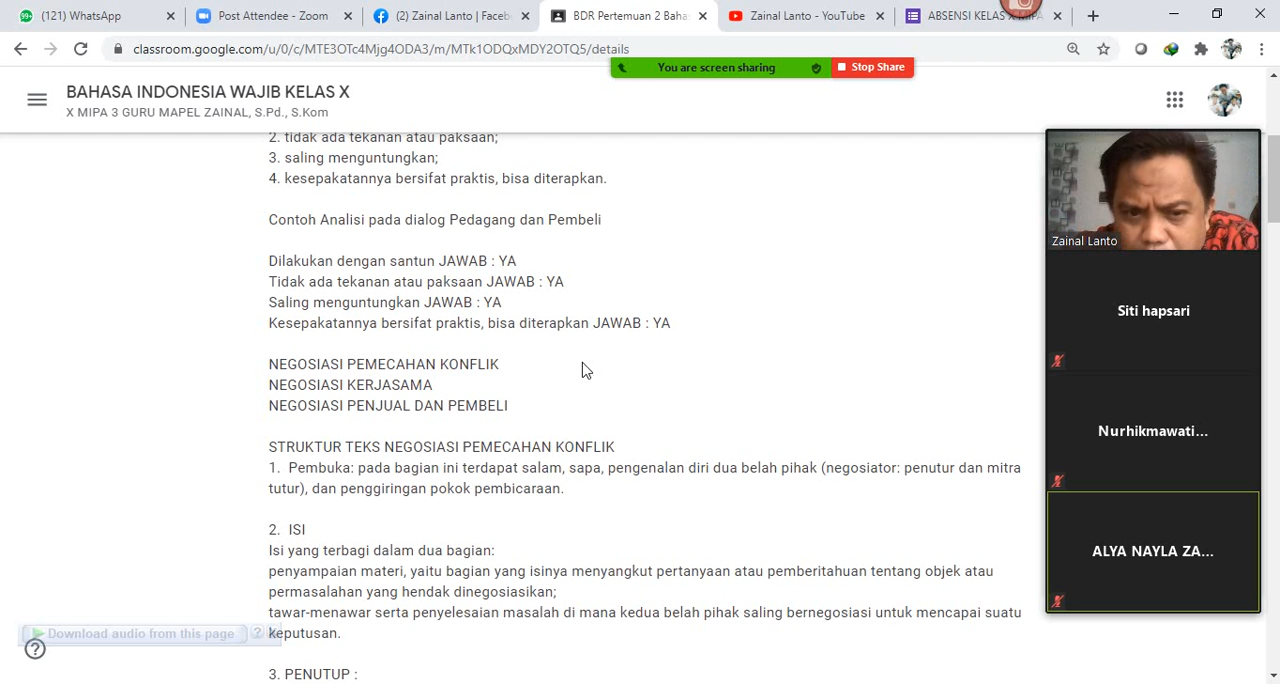 (121) WhatsApp
Post Attendee - Zoom
(2) Zainal Lanto | Faceb
BDR Pertemuan 2 Baha
Zainal Lanto - YouTube
ABSENSI KELAS X MIPA
classroom.google.com/u/0/c/MTE3OTc4Mjg4ODA3/m/MTk1ODQxMDY2OTQ5/details
You are screen sharing
Stop Share
BAHASA INDONESIA WAJIB KELAS X
X MIPA 3 GURU MAPEL ZAINAL, S.Pd., S.Kom
2. tidak ada tekanan atau paksaan;
3. saling menguntungkan;
4. kesepakatannya bersifat praktis, bisa diterapkan.
Contoh Analisi pada dialog Pedagang dan Pembeli
Dilakukan dengan santun JAWAB : YA
Tidak ada tekanan atau paksaan JAWAB : YA
Saling menguntungkan JAWAB : YA
Kesepakatannya bersifat praktis, bisa diterapkan JAWAB : YA
NEGOSIASI PEMECAHAN KONFLIK
NEGOSIASI KERJASAMA
NEGOSIASI PENJUAL DAN PEMBELI
STRUKTUR TEKS NEGOSIASI PEMECAHAN KONFLIK
1. Pembuka: pada bagian ini terdapat salam, sapa, pengenalan diri dua belah pihak (negosiator: penutur dan mitra
tutur), dan penggiringan pokok pembicaraan.
2. ISI
Isi yang terbagi dalam dua bagian:
penyampaian materi, yaitu bagian yang isinya menyangkut pertanyaan atau pemberitahuan tentang objek atau
permasalahan yang hendak dinegosiasikan;
tawar-menawar serta penyelesaian masalah di mana kedua belah pihak saling bernegosiasi untuk mencapai suatu
keputusan.
3. PENUTUP :
Download audio from this page
?
Zainal Lanto
Siti hapsari
Nurhikmawati...
ALYA NAYLA ZA...